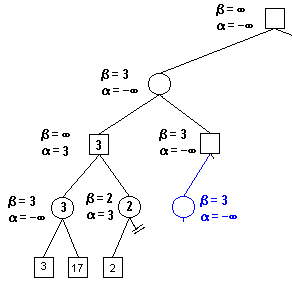 β = ∞
α = −∞
β = 3
α = −∞
β = ∞
α = 3
3
β = 3
α = −∞
β = 3
α = −∞
3
β = 2
α = 3
2
β = 3
α = −∞
3
17
2